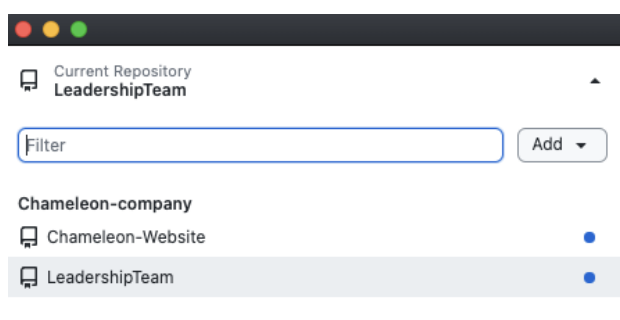 Current Repository
LeadershipTeam
Filter
Add
Chameleon-company
Chameleon-Website
LeadershipTeam